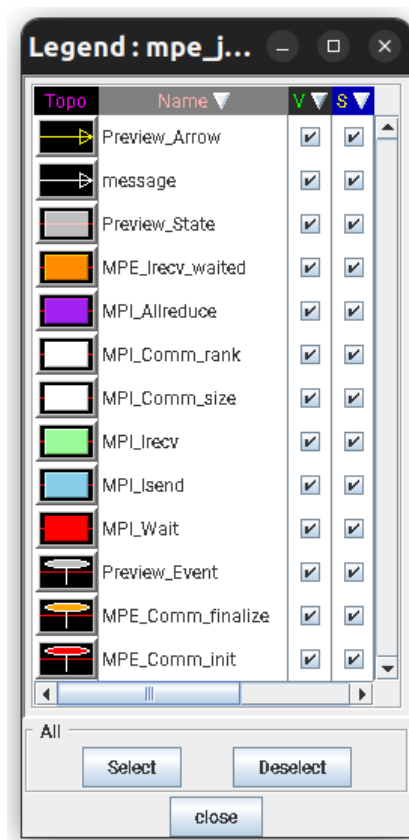 Legend : mpe_j...
Topo Name V S
Preview_Arrow
message
Preview_State
MPE_Irecv_waited
MPI_Allreduce
MPI_Comm_rank
MPI_Comm_size
MPI_Irecv
MPI_Isend
MPI_Wait
Preview_Event
MPE_Comm_finalize
MPE_Comm_init
All
Select Deselect
close